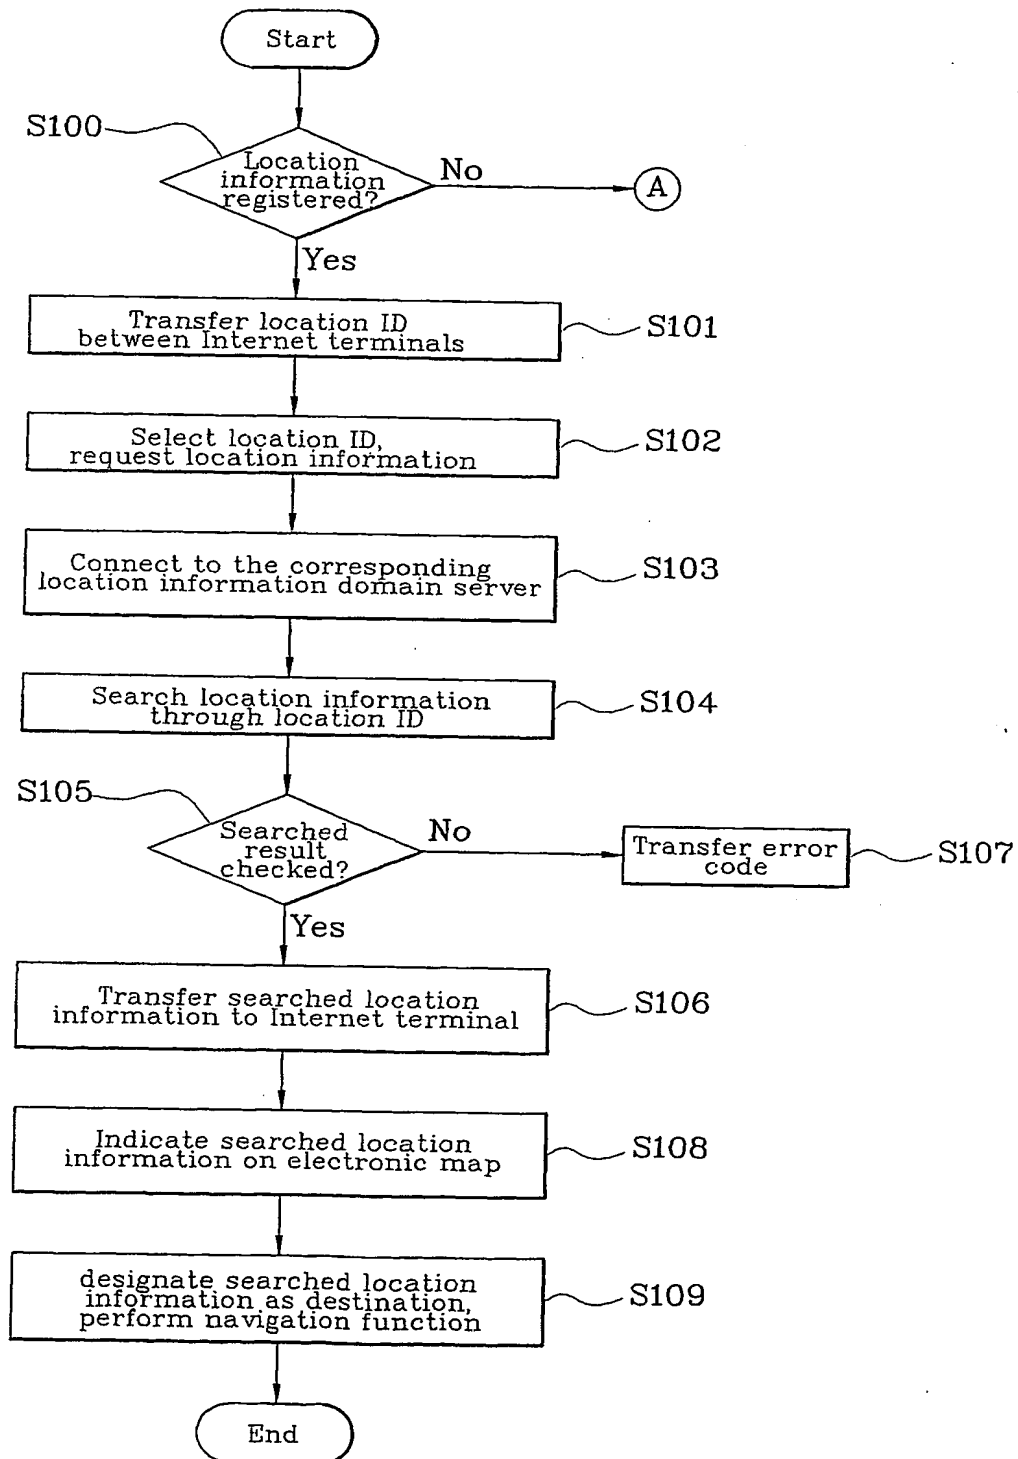 Start
S100
Location
information
registered?
No
A
Yes
Transfer location ID
between Internet terminals
S101
Select location ID,
request location information
S102
Connect to the corresponding
location information domain server
S103
Search location information
through location ID
S104
S105
Searched
result
checked?
No
Transfer error
code
S107
Yes
Transfer searched location
information to Internet terminal
S106
Indicate searched location
information on electronic map
S108
designate searched location
information as destination,
perform navigation function
S109
End